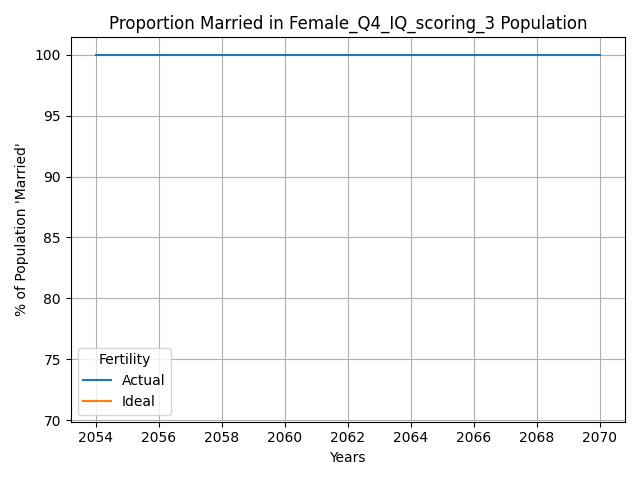 Proportion Married in Female_Q4_IQ_scoring_3 Population
% of Population 'Married'
100
95
90
85
80
75
70
Fertility
Actual
Ideal
2054 2056 2058 2060 2062 2064 2066 2068 2070
Years